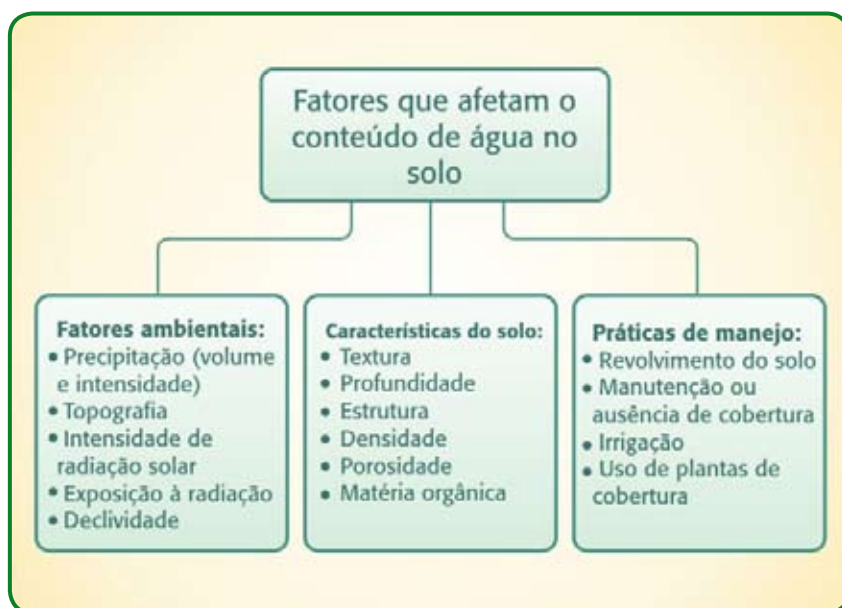 Fatores que afetam o
conteúdo de água no
solo
Fatores ambientais:
• Precipitação (volume
e intensidade)
• Topografia
• Intensidade de
radiação solar
• Exposição à radiação
• Declividade
Características do solo:
• Textura
• Profundidade
• Estrutura
• Densidade
• Porosidade
• Matéria orgânica
Práticas de manejo:
• Revolvimento do solo
• Manutenção ou
ausência de cobertura
• Irrigação
• Uso de plantas de
cobertura